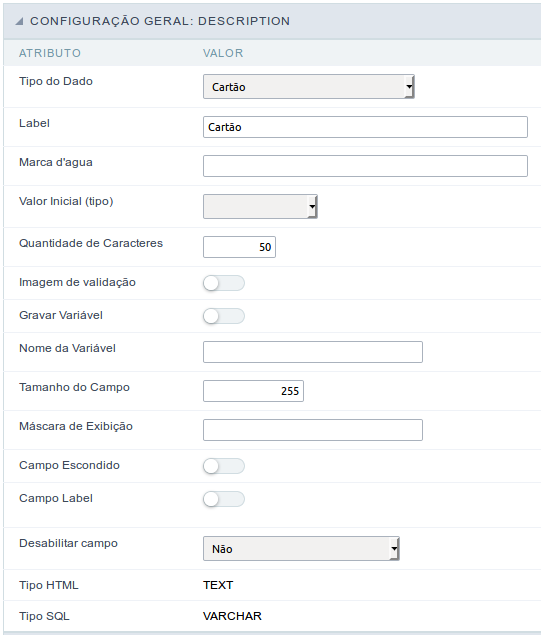 CONFIGURAÇÃO GERAL: DESCRIPTION
ATRIBUTO VALOR
Tipo do Dado Cartão
Label Cartão
Marca d'agua
Valor Inicial (tipo)
Quantidade de Caracteres 50
Imagem de validação
Gravar Variável
Nome da Variável
Tamanho do Campo 255
Máscara de Exibição
Campo Escondido
Campo Label
Desabilitar campo Não
Tipo HTML TEXT
Tipo SQL VARCHAR